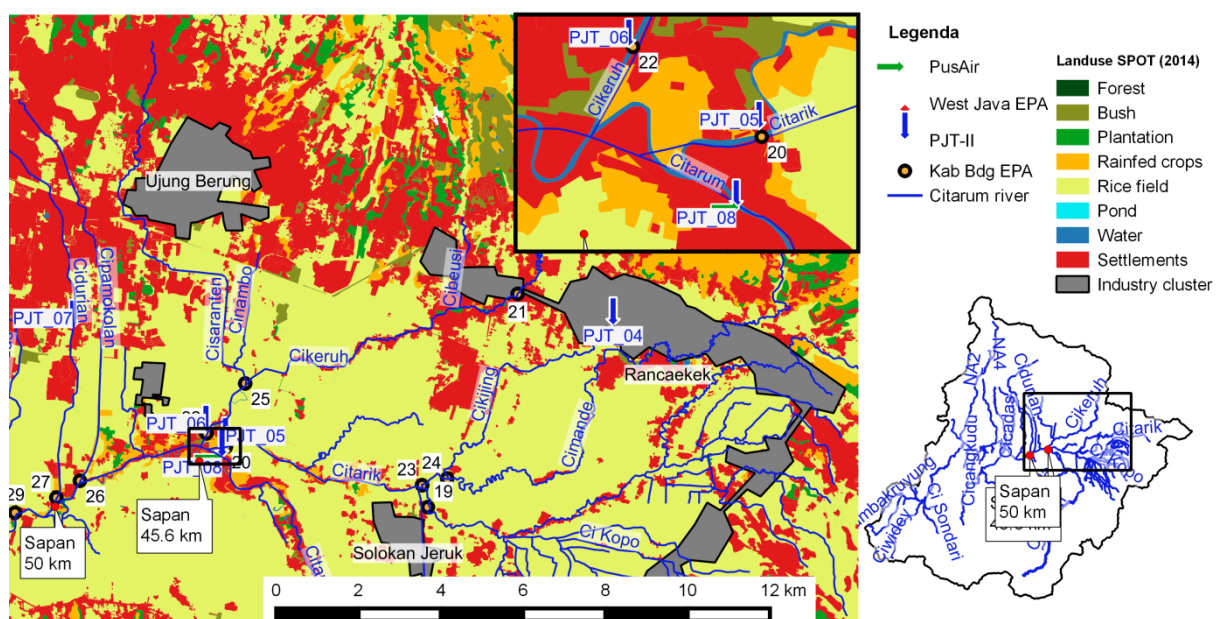 PJT_06
22
Cikeruh
PJT_05
Citarik
20
Citarum
PJT_08
Ujung Berung
Cidurian
Cipamokolan
PJT_07
Cisaranten
Cinambo
Cibeusi
21
PJT_04
Cikeruh
Rancaekek
25
Cikijing
Cimande
PJT_06
PJT_05
20
PJT_08
Citarik
23
24
19
27
26
29
Sapan
50 km
Sapan
45.6 km
Solokan Jeruk
Ci Kopo
0 2 4 6 8 10 12 km
Legenda
PusAir
West Java EPA
PJT-II
Kab Bdg EPA
Citarum river
Landuse SPOT (2014)
Forest
Bush
Plantation
Rainfed crops
Rice field
Pond
Water
Settlements
Industry cluster
NA2
NA4
Cidurian
Cikeruh
Cicadas
Citarik
Cicangkudu
Ci Sondari
Ciwidey
Sapan
50 km